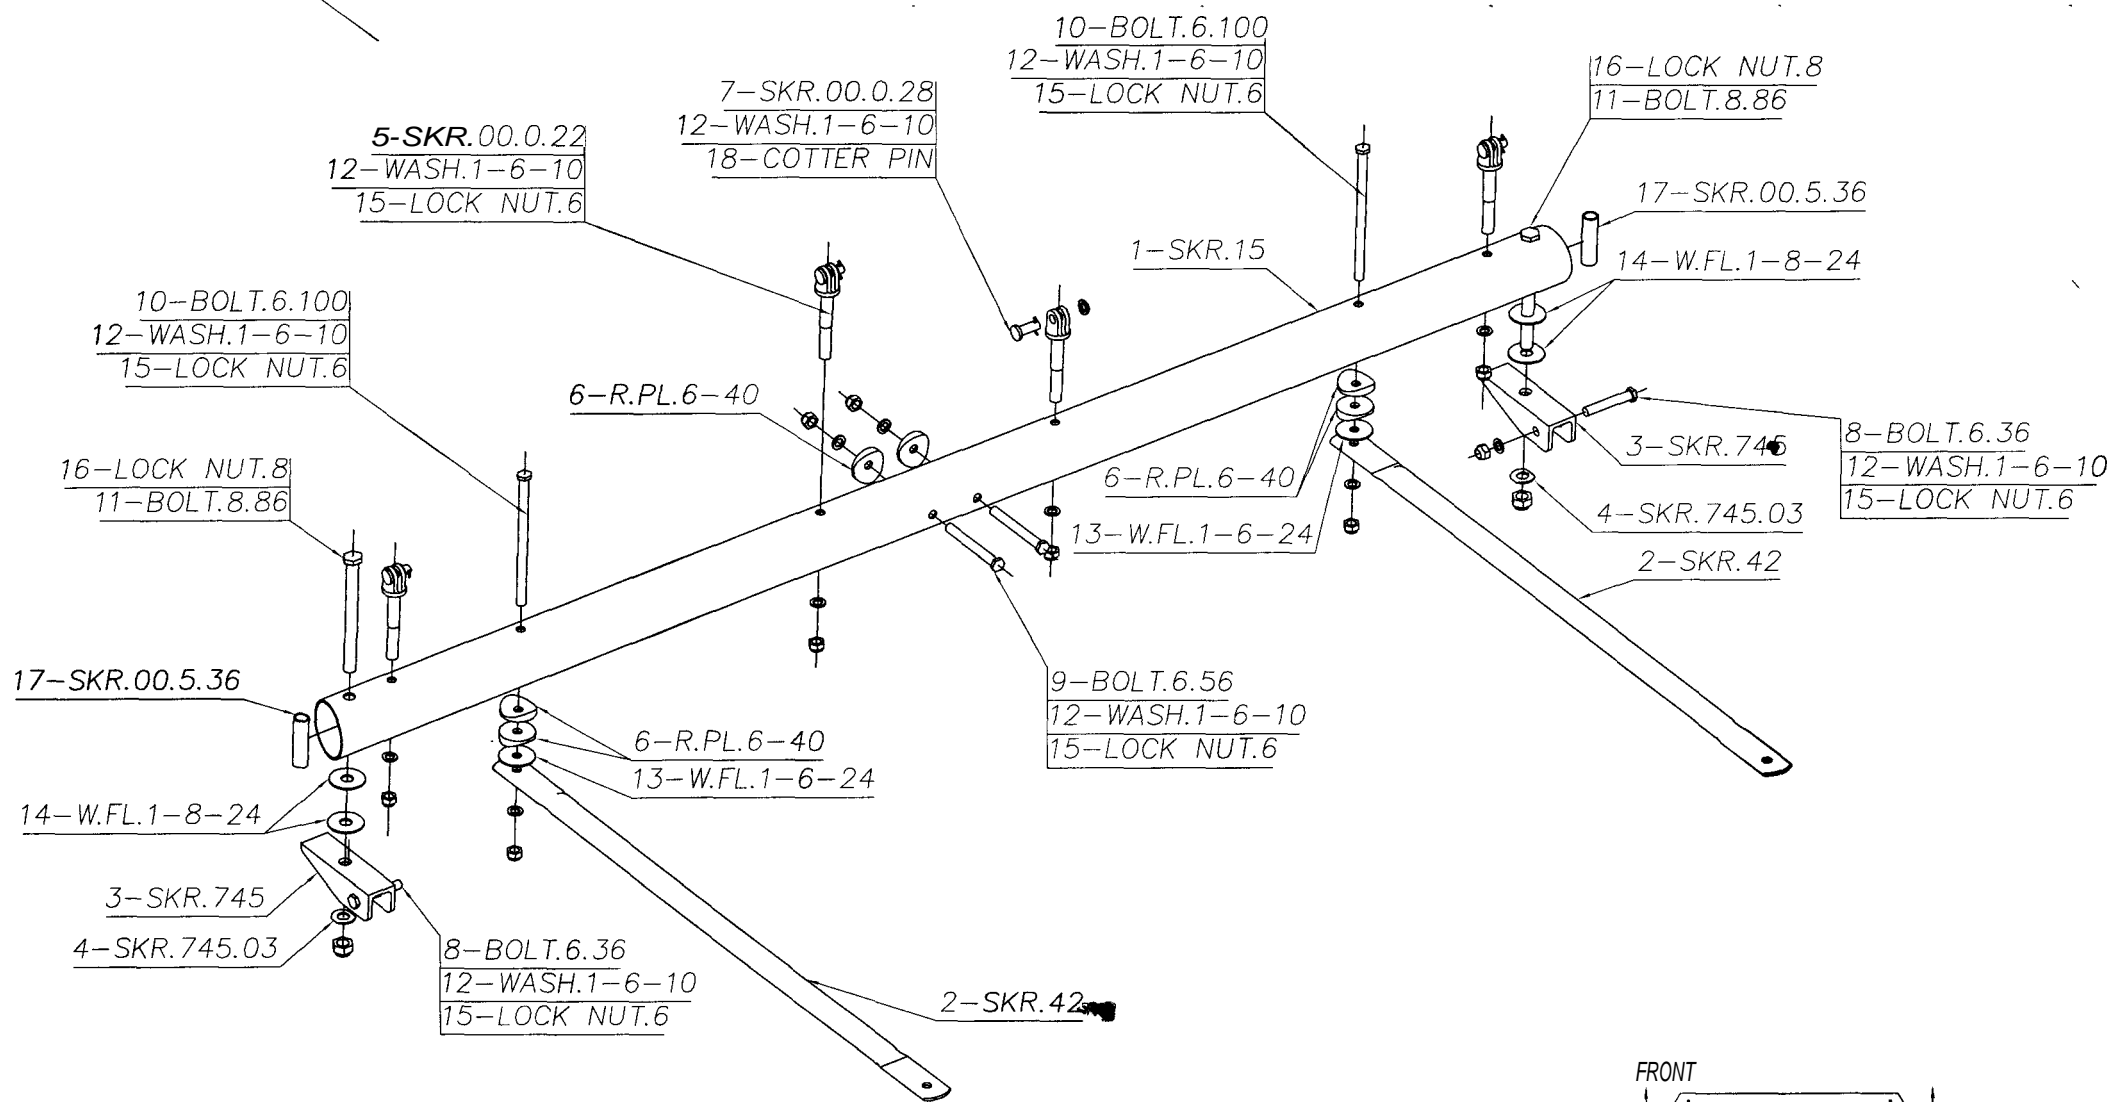 10-BOLT.6.100
12-WASH.1-6-10
15-LOCK NUT.6
16-LOCK NUT.8
11-BOLT.8.86
7-SKR.00.0.28
12-WASH.1-6-10
18-COTTER PIN
5-SKR.00.0.22
12-WASH.1-6-10
15-LOCK NUT.6
17-SKR.00.5.36
1-SKR.15
14-W.FL.1-8-24
10-BOLT.6.100
12-WASH.1-6-10
15-LOCK NUT.6
6-R.PL.6-40
16-LOCK NUT.8
11-BOLT.8.86
6-R.PL.6-40
13-W.FL.1-6-24
3-SKR.745
8-BOLT.6.36
12-WASH.1-6-10
15-LOCK NUT.6
4-SKR.745.03
2-SKR.42
17-SKR.00.5.36
9-BOLT.6.56
12-WASH.1-6-10
15-LOCK NUT.6
6-R.PL.6-40
13-W.FL.1-6-24
14-W.FL.1-8-24
3-SKR.745
4-SKR.745.03
8-BOLT.6.36
12-WASH.1-6-10
15-LOCK NUT.6
2-SKR.42
FRONT